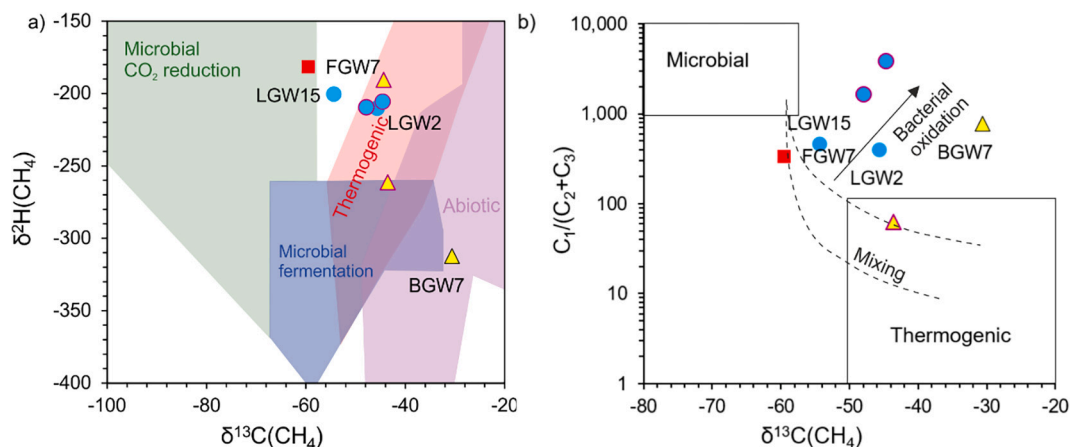 a)
-150
-200
-250
-300
-350
-400
δ²H(CH₄)
Microbial
CO₂ reduction
FGW7
LGW15
LGW2
Thermogenic
Abiotic
Microbial
fermentation
BGW7
-100
-80
-60
-40
-20
δ¹³C(CH₄)
b)
10,000
1,000
100
10
1
C₁/(C₂+C₃)
Microbial
LGW15
FGW7
LGW2
Bacterial
oxidation
BGW7
Mixing
Thermogenic
-80
-70
-60
-50
-40
-30
-20
δ¹³C(CH₄)